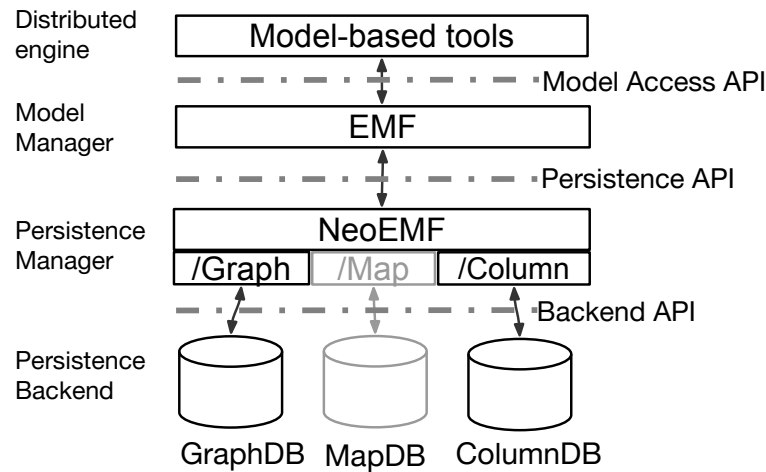 Distributed
engine
Model-based tools
Model Access API
Model
Manager
EMF
Persistence API
Persistence
Manager
NeoEMF
/Graph
/Map
/Column
Backend API
Persistence
Backend
GraphDB
MapDB
ColumnDB